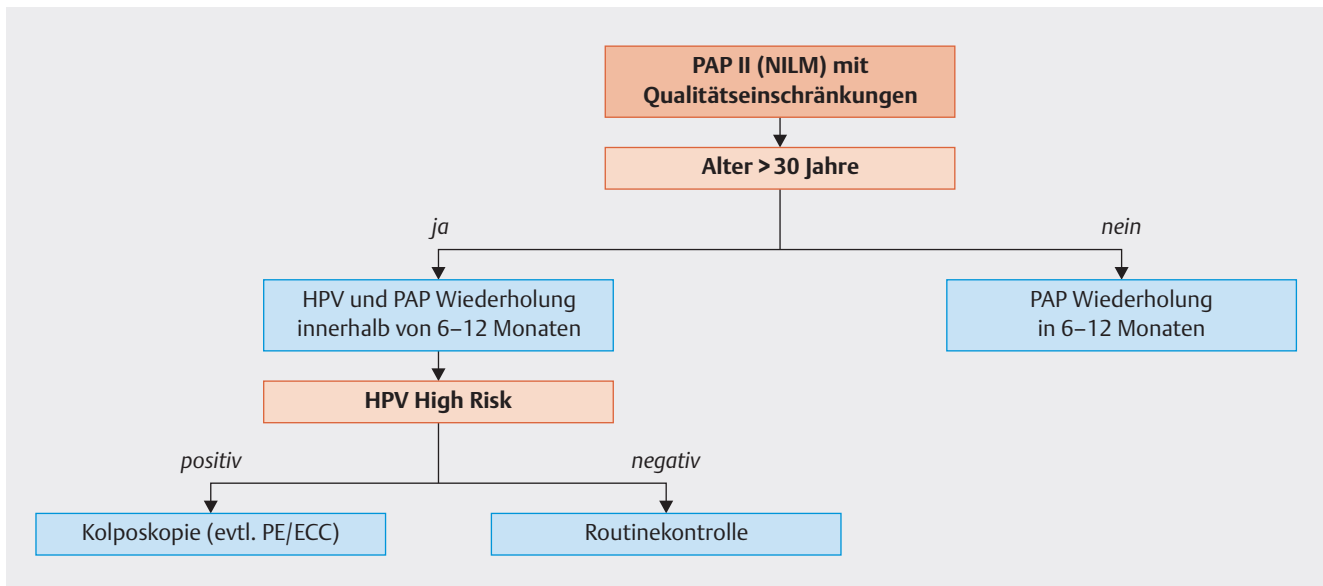 PAP II (NILM) mit
Qualitätseinschränkungen
Alter > 30 Jahre
ja
nein
HPV und PAP Wiederholung
innerhalb von 6–12 Monaten
PAP Wiederholung
in 6–12 Monaten
HPV High Risk
positiv
negativ
Kolposkopie (evtl. PE/ECC)
Routinekontrolle